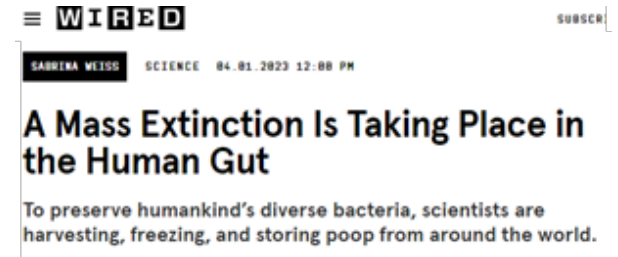 WIRED SUBSCRI
SABRINA WEISS SCIENCE 04.01.2023 12:00 PM
A Mass Extinction Is Taking Place in
the Human Gut
To preserve humankind's diverse bacteria, scientists are
harvesting, freezing, and storing poop from around the world.